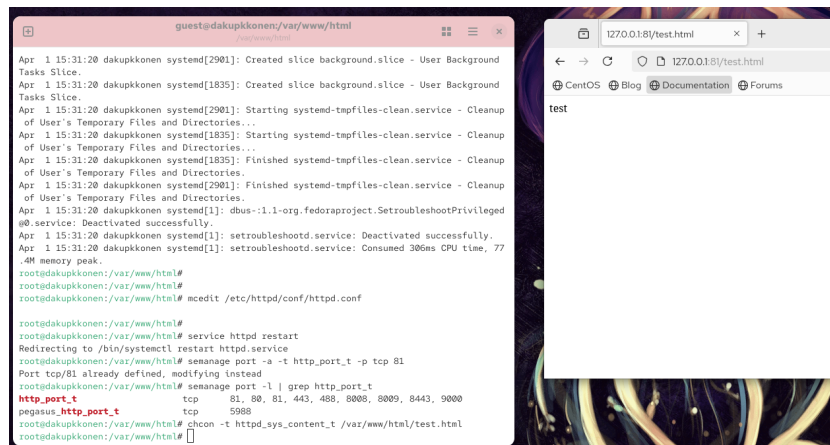 guest@dakupkkonen:/var/www/html
/var/www/html
Apr  1 15:31:20 dakupkkonen systemd[2901]: Created slice background.slice - User Background
Tasks Slice.
Apr  1 15:31:20 dakupkkonen systemd[1835]: Created slice background.slice - User Background
Tasks Slice.
Apr  1 15:31:20 dakupkkonen systemd[2901]: Starting systemd-tmpfiles-clean.service - Cleanup
 of User's Temporary Files and Directories...
Apr  1 15:31:20 dakupkkonen systemd[1835]: Starting systemd-tmpfiles-clean.service - Cleanup
 of User's Temporary Files and Directories...
Apr  1 15:31:20 dakupkkonen systemd[1835]: Finished systemd-tmpfiles-clean.service - Cleanup
 of User's Temporary Files and Directories.
Apr  1 15:31:20 dakupkkonen systemd[2901]: Finished systemd-tmpfiles-clean.service - Cleanup
 of User's Temporary Files and Directories.
Apr  1 15:31:20 dakupkkonen systemd[1]: dbus-:1.1-org.fedoraproject.SetroubleshootPrivileged
@0.service: Deactivated successfully.
Apr  1 15:31:20 dakupkkonen systemd[1]: setroubleshootd.service: Deactivated successfully.
Apr  1 15:31:20 dakupkkonen systemd[1]: setroubleshootd.service: Consumed 306ms CPU time, 77
.4M memory peak.
root@dakupkkonen:/var/www/html#
root@dakupkkonen:/var/www/html#
root@dakupkkonen:/var/www/html# mcedit /etc/httpd/conf/httpd.conf
root@dakupkkonen:/var/www/html#
root@dakupkkonen:/var/www/html# service httpd restart
Redirecting to /bin/systemctl restart httpd.service
root@dakupkkonen:/var/www/html# semanage port -a -t http_port_t -p tcp 81
Port tcp/81 already defined, modifying instead
root@dakupkkonen:/var/www/html# semanage port -l | grep http_port_t
http_port_t                    tcp      81, 80, 81, 443, 488, 8008, 8009, 8443, 9000
pegasus_http_port_t            tcp      5988
root@dakupkkonen:/var/www/html# chcon -t httpd_sys_content_t /var/www/html/test.html
root@dakupkkonen:/var/www/html#
127.0.0.1:81/test.html
127.0.0.1:81/test.html
CentOS Blog Documentation Forums
test